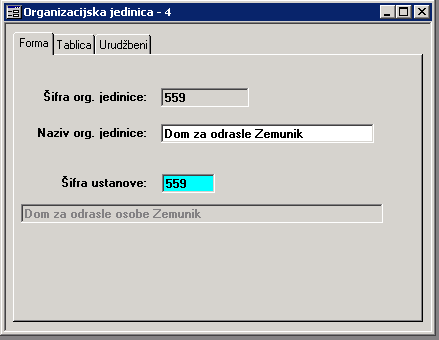 Organizacijska jedinica - 4
Forma Tablica Urudžbeni
Šifra org. jedinice: 559
Naziv org. jedinice: Dom za odrasle Zemunik
Šifra ustanove: 559
Dom za odrasle osobe Zemunik